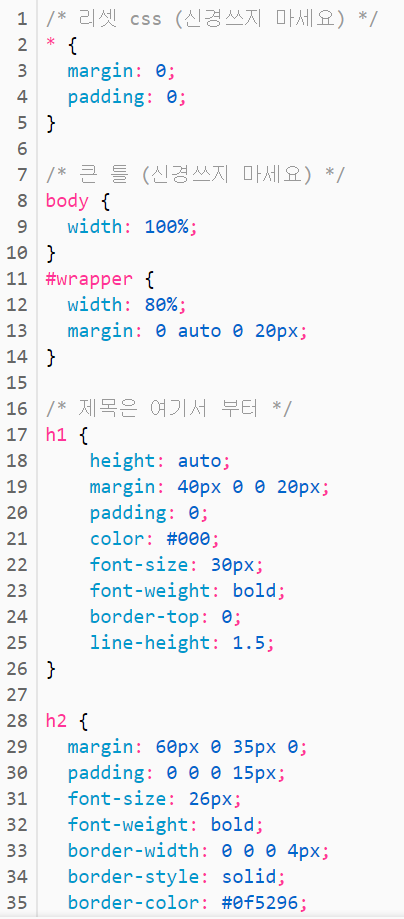 1 /* 리셋 css (신경쓰지 마세요) */
2 * {
3   margin: 0;
4   padding: 0;
5 }
6
7 /* 큰 틀 (신경쓰지 마세요) */
8 body {
9   width: 100%;
10 }
11 #wrapper {
12   width: 80%;
13   margin: 0 auto 0 20px;
14 }
15
16 /* 제목은 여기서 부터 */
17 h1 {
18     height: auto;
19     margin: 40px 0 0 20px;
20     padding: 0;
21     color: #000;
22     font-size: 30px;
23     font-weight: bold;
24     border-top: 0;
25     line-height: 1.5;
26 }
27
28 h2 {
29   margin: 60px 0 35px 0;
30   padding: 0 0 0 15px;
31   font-size: 26px;
32   font-weight: bold;
33   border-width: 0 0 0 4px;
34   border-style: solid;
35   border-color: #0f5296;